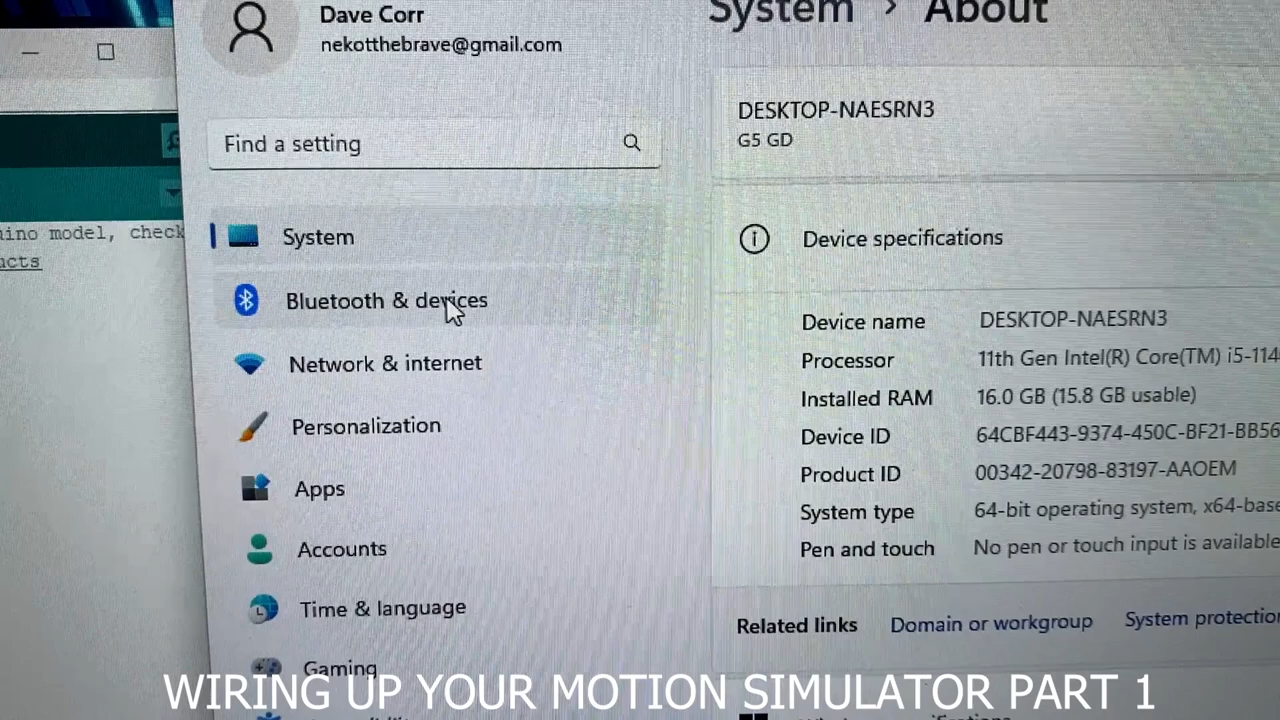 Dave Corr
nekotthebrave@gmail.com
Find a setting
System
Bluetooth & devices
Network & internet
Personalization
Apps
Accounts
Time & language
Gaming
ino model, check
ucts
System > About
DESKTOP-NAESRN3
G5 GD
Device specifications
Device name DESKTOP-NAESRN3
Processor 11th Gen Intel(R) Core(TM) i5-114
Installed RAM 16.0 GB (15.8 GB usable)
Device ID 64CBF443-9374-450C-BF21-BB56
Product ID 00342-20798-83197-AAOEM
System type 64-bit operating system, x64-base
Pen and touch No pen or touch input is available
Related links Domain or workgroup System protection
WIRING UP YOUR MOTION SIMULATOR PART 1